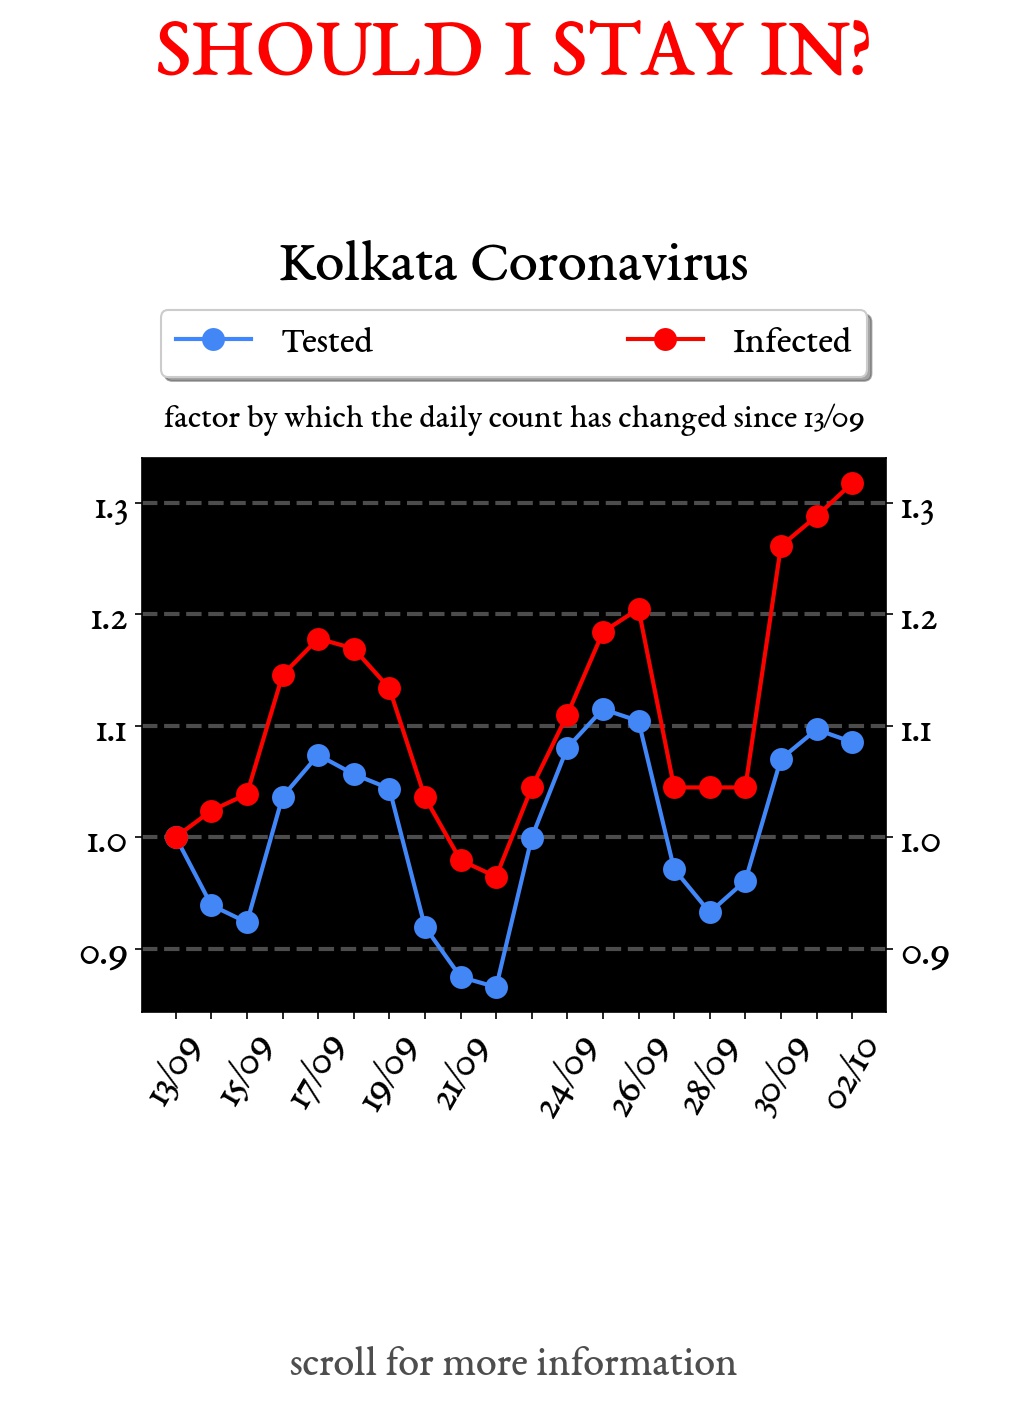 SHOULD I STAY IN?
Kolkata Coronavirus
Tested Infected
factor by which the daily count has changed since 13/09
1.3 1.3
1.2 1.2
1.1 1.1
1.0 1.0
0.9 0.9
13/09 15/09 17/09 19/09 21/09 24/09 26/09 28/09 30/09 02/10
scroll for more information